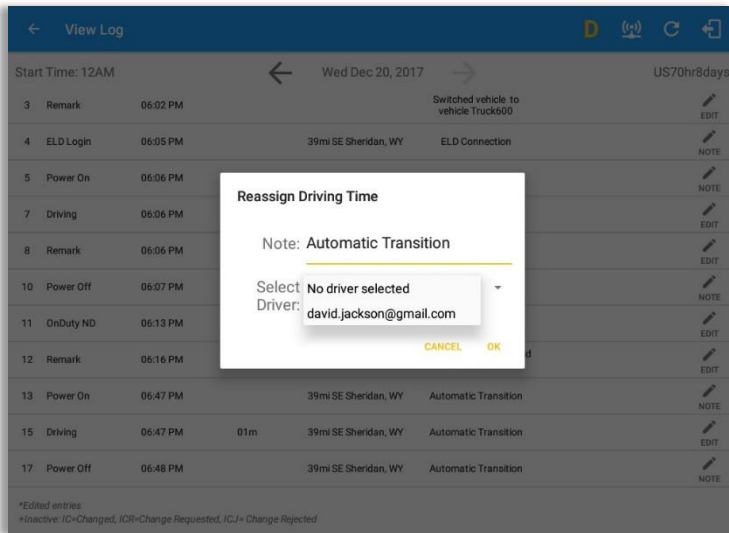 View Log
D
Start Time: 12AM Wed Dec 20, 2017 US70hr8days
3 Remark 06:02 PM Switched vehicle to vehicle Truck600 EDIT
4 ELD Login 06:05 PM 39mi SE Sheridan, WY ELD Connection NOTE
5 Power On 06:06 PM NOTE
7 Driving 06:06 PM EDIT
8 Remark 06:06 PM EDIT
10 Power Off 06:07 PM NOTE
11 OnDuty ND 06:13 PM EDIT
12 Remark 06:16 PM d EDIT
13 Power On 06:47 PM 39mi SE Sheridan, WY Automatic Transition NOTE
15 Driving 06:47 PM 01m 39mi SE Sheridan, WY Automatic Transition EDIT
17 Power Off 06:48 PM 39mi SE Sheridan, WY Automatic Transition NOTE
*Edited entries
+Inactive: IC=Changed, ICR=Change Requested, ICJ= Change Rejected
Reassign Driving Time
Note: Automatic Transition
Select Driver:
No driver selected
david.jackson@gmail.com
CANCEL OK